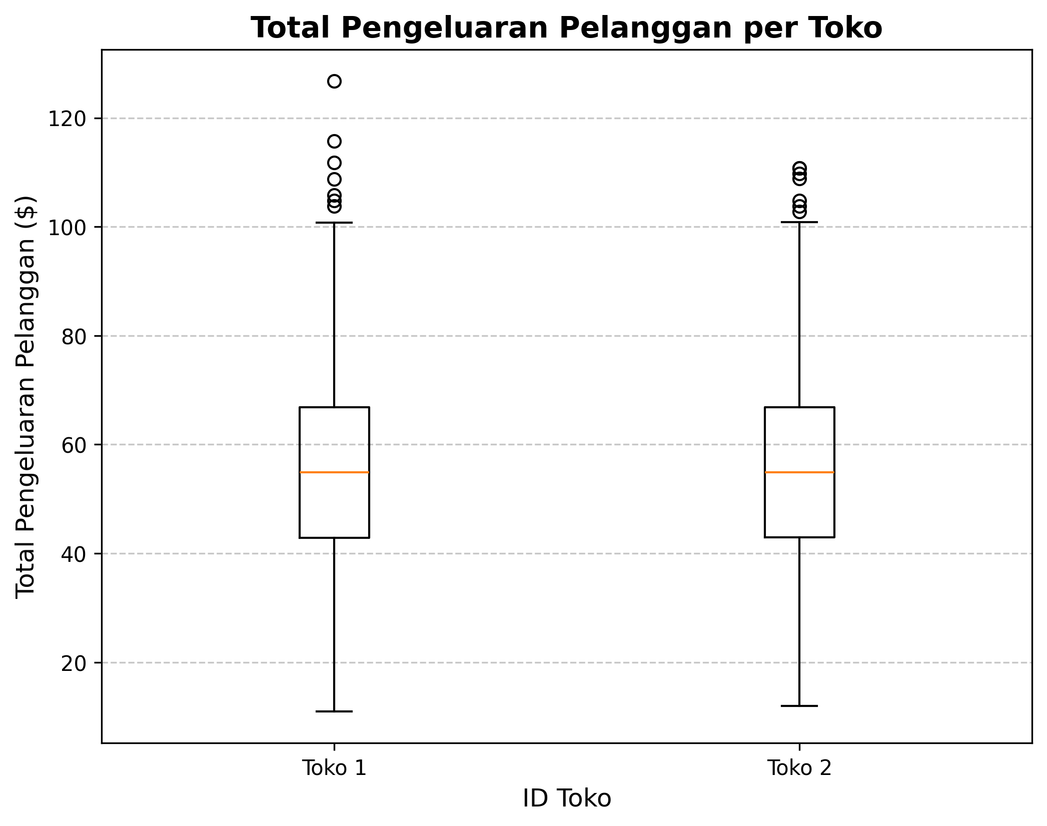 Total Pengeluaran Pelanggan per Toko
Total Pengeluaran Pelanggan ($)
120
100
80
60
40
20
Toko 1
Toko 2
ID Toko